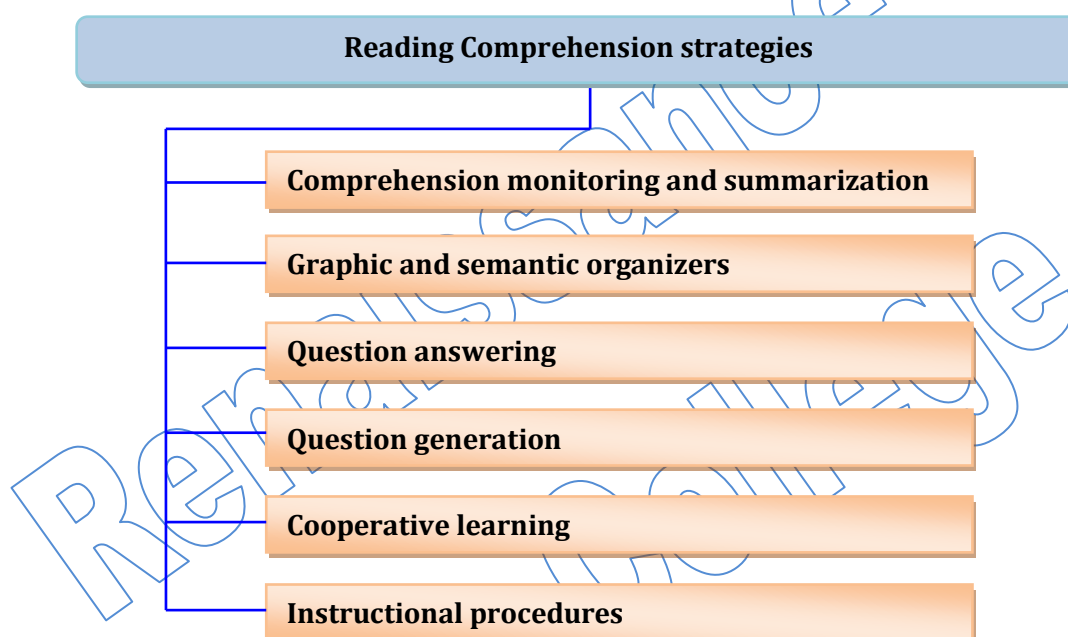 Reading Comprehension strategies
Comprehension monitoring and summarization
Graphic and semantic organizers
Question answering
Question generation
Cooperative learning
Instructional procedures